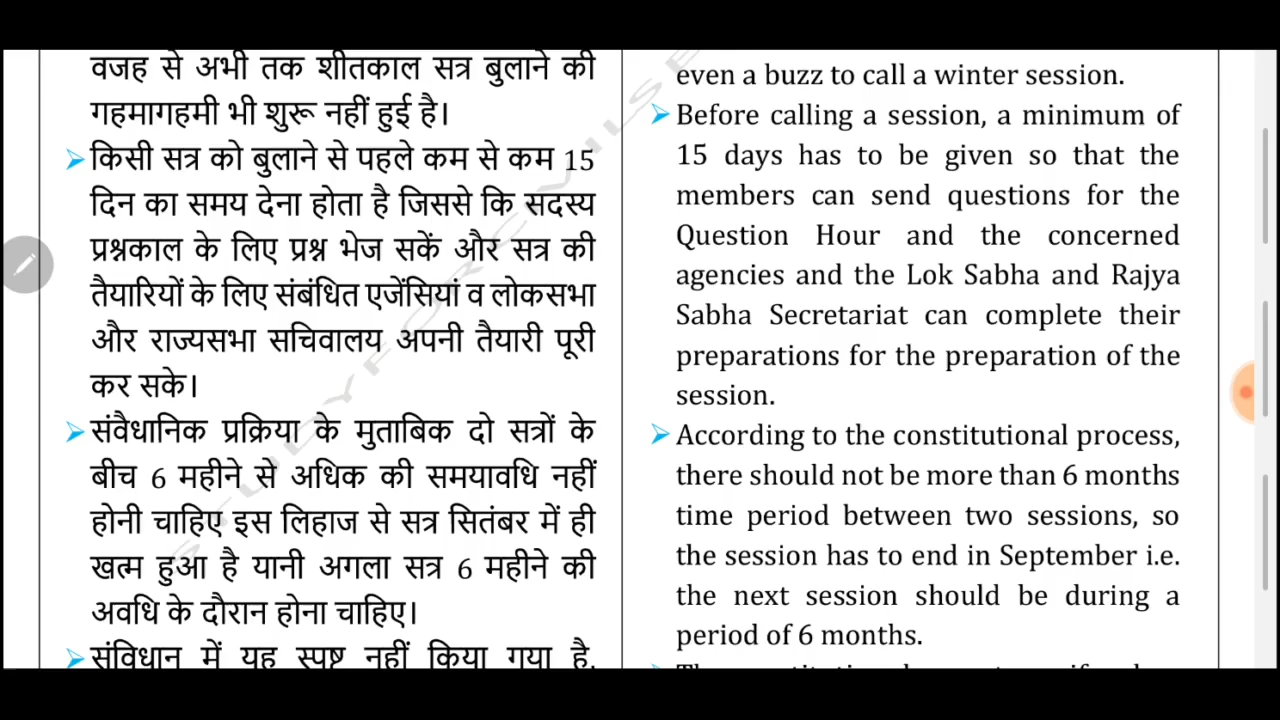 वजह से अभी तक शीतकाल सत्र बुलाने की
गहमागहमी भी शुरू नहीं हुई है।
किसी सत्र को बुलाने से पहले कम से कम 15
दिन का समय देना होता है जिससे कि सदस्य
प्रश्नकाल के लिए प्रश्न भेज सकें और सत्र की
तैयारियों के लिए संबंधित एजेंसियां व लोकसभा
और राज्यसभा सचिवालय अपनी तैयारी पूरी
कर सके।
संवैधानिक प्रक्रिया के मुताबिक दो सत्रों के
बीच 6 महीने से अधिक की समयावधि नहीं
होनी चाहिए इस लिहाज से सत्र सितंबर में ही
खत्म हुआ है यानी अगला सत्र 6 महीने की
अवधि के दौरान होना चाहिए।
संविधान में यह स्पष्ट नहीं किया गया है,
even a buzz to call a winter session.
Before calling a session, a minimum of
15 days has to be given so that the
members can send questions for the
Question Hour and the concerned
agencies and the Lok Sabha and Rajya
Sabha Secretariat can complete their
preparations for the preparation of the
session.
According to the constitutional process,
there should not be more than 6 months
time period between two sessions, so
the session has to end in September i.e.
the next session should be during a
period of 6 months.
STUDYFORCIVILSE